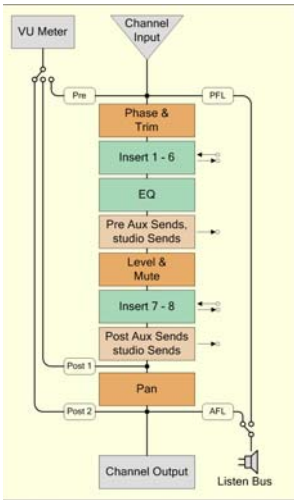 VU Meter
Channel
Input
Pre
PFL
Phase &
Trim
Insert 1 - 6
EQ
Pre Aux Sends,
studio Sends
Level &
Mute
Insert 7 - 8
Post Aux Sends
studio Sends
Post 1
Pan
Post 2
AFL
Channel Output
Listen Bus